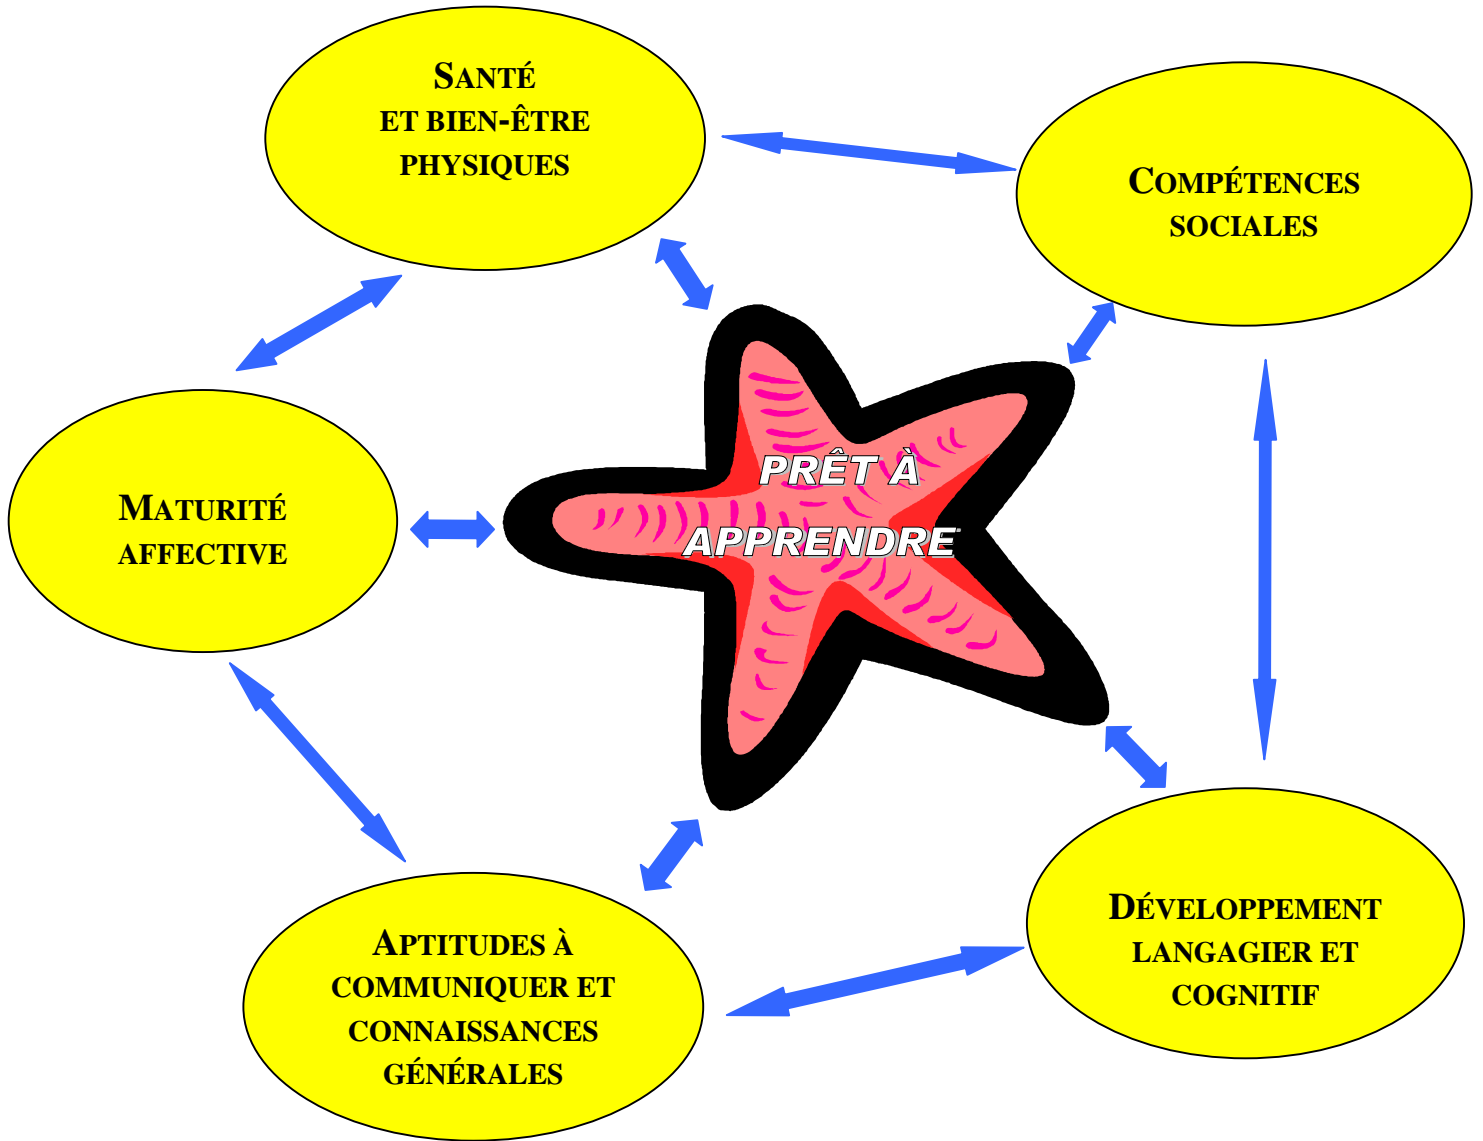 SANTÉ
ET BIEN-ÊTRE
PHYSIQUES
COMPÉTENCES
SOCIALES
PRÊT À
APPRENDRE
MATURITÉ
AFFECTIVE
DÉVELOPPEMENT
LANGAGIER ET
COGNITIF
APTITUDES À
COMMUNIQUER ET
CONNAISSANCES
GÉNÉRALES